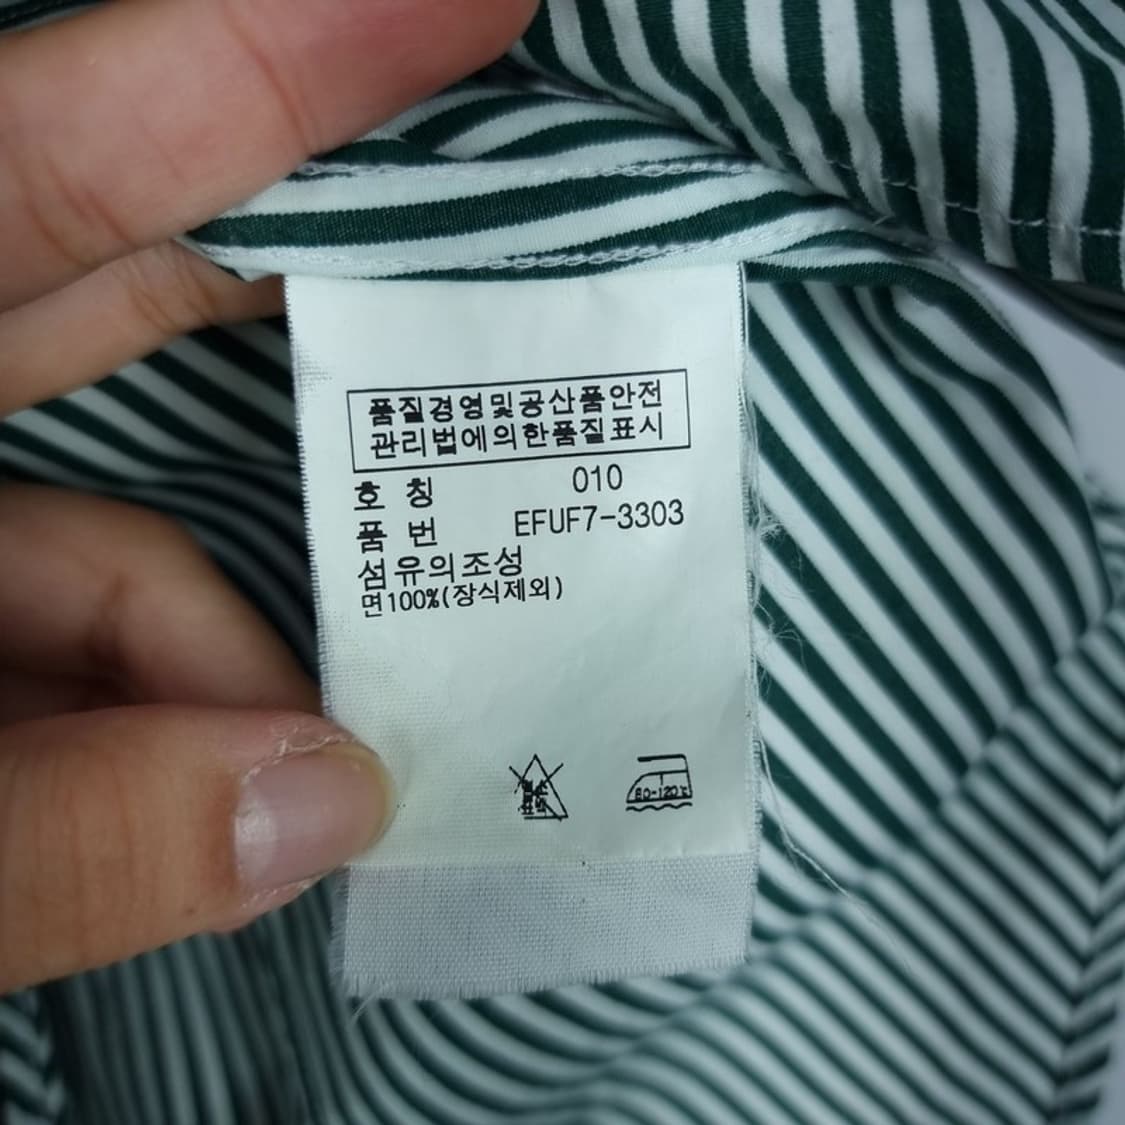 품질경영및공산품안전
관리법에의한품질표시
호 칭 010
품 번 EFUF7-3303
섬유의조성
면100%(장식제외)
80-120℃